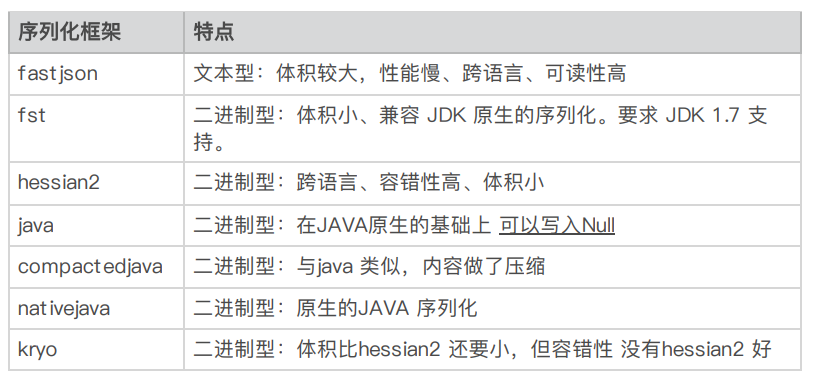 序列化框架 特点
fastjson 文本型：体积较大，性能慢、跨语言、可读性高
fst 二进制型：体积小、兼容 JDK 原生的序列化。要求 JDK 1.7 支
持。
hessian2 二进制型：跨语言、容错性高、体积小
java 二进制型：在JAVA原生的基础上 可以写入Null
compactedjava 二进制型：与java 类似，内容做了压缩
nativejava 二进制型：原生的JAVA 序列化
kryo 二进制型：体积比hessian2 还要小，但容错性 没有hessian2 好